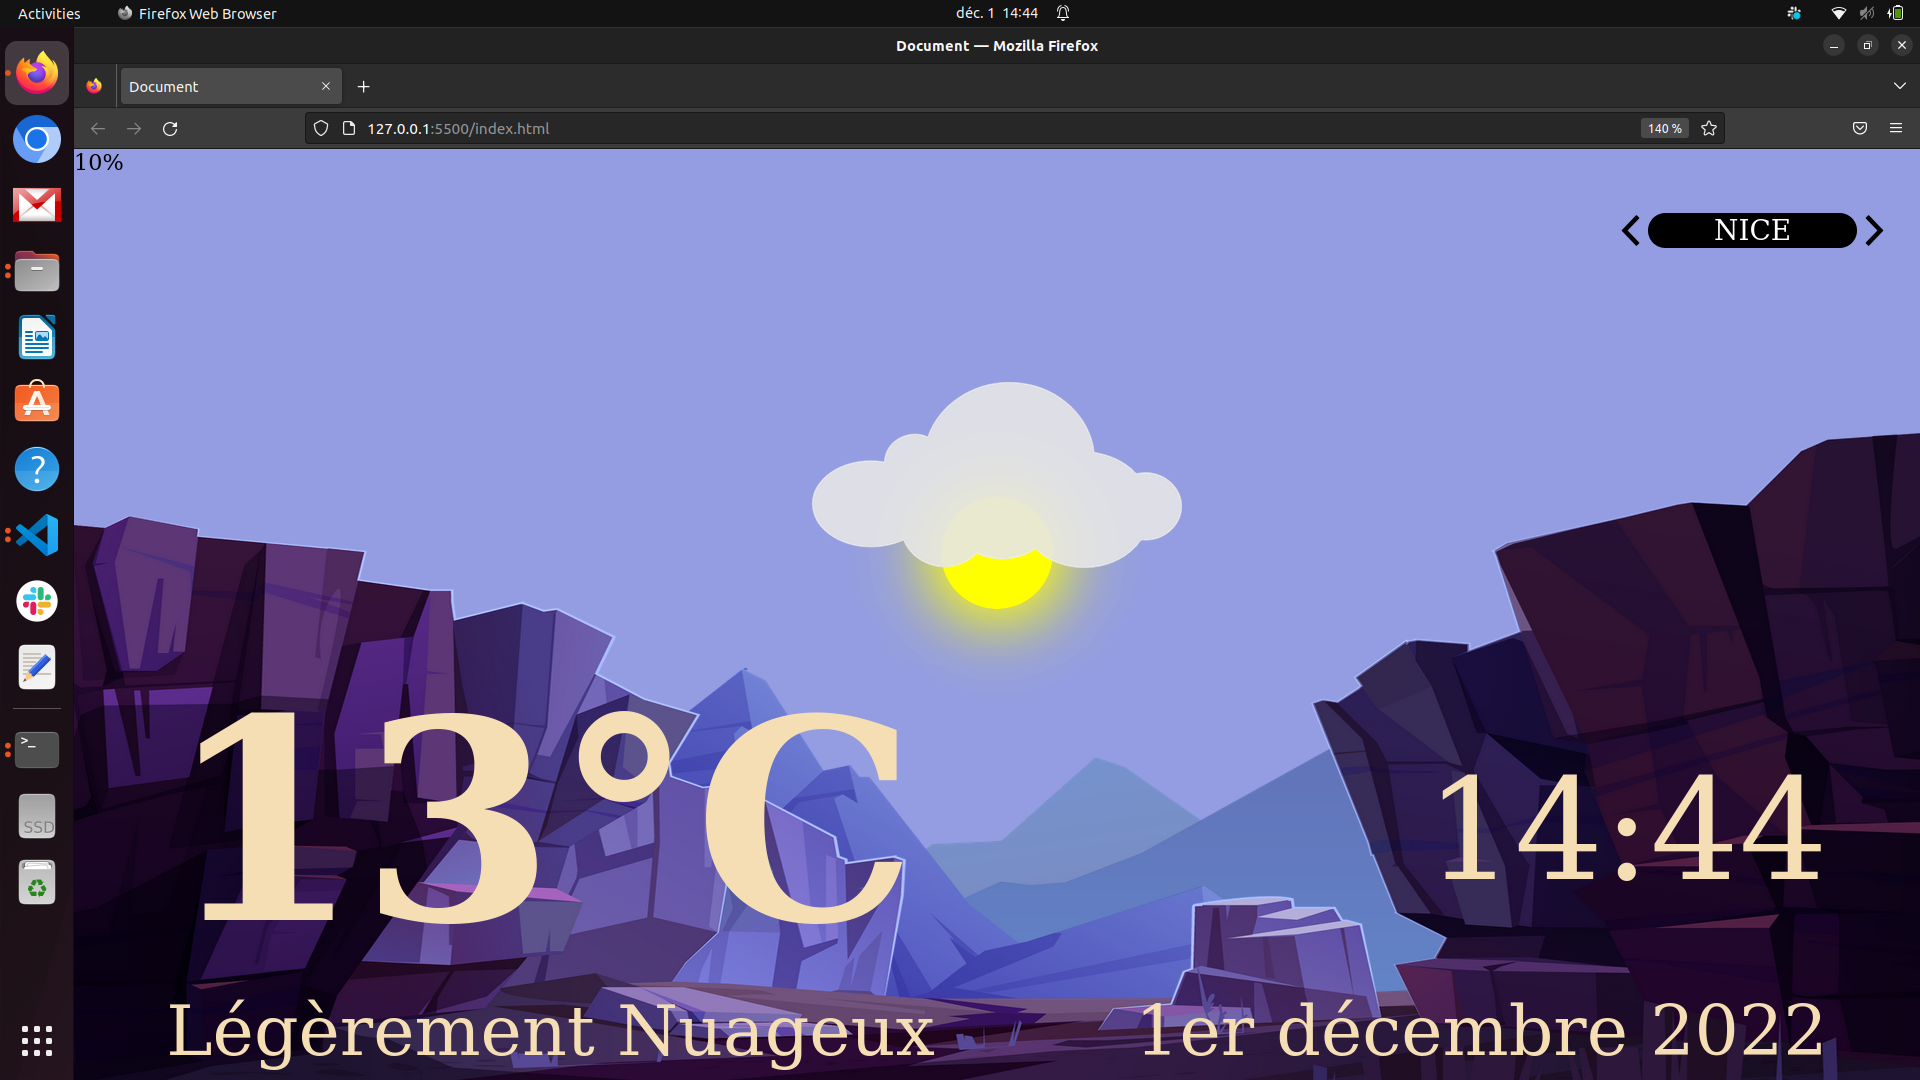 Activities
Firefox Web Browser
déc. 1 14:44
Document — Mozilla Firefox
Document
127.0.0.1:5500/index.html
140 %
10%
NICE
>_
SSD
13°C
14:44
Légèrement Nuageux
1er décembre 2022